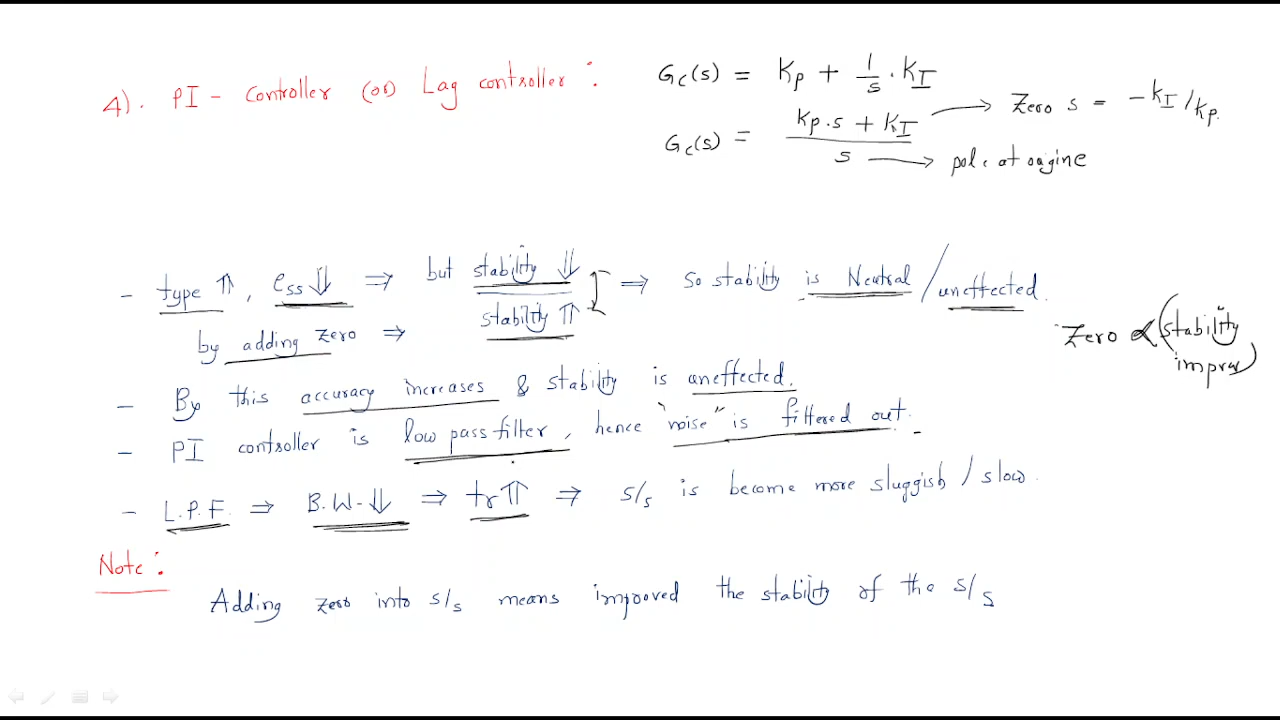 4). PI - Controller (or) Lag controller :
Gc(s) = Kp + 1/s . KI
Gc(s) = Kp.s + KI / s
Zero s = -KI/Kp.
pole at origine
- type ⇑, ess⇓ ⇒ but stability ⇓ ⇒ so stability is Neutral / uneffected.
by adding zero ⇒ stability ⇑
Zero ∝ (stability improv)
- By this accuracy increases & stability is uneffected.
- PI controller is low pass filter, hence "noise" is filtered out.
- L.P.F. ⇒ B.W-⇓ ⇒ tr⇑ ⇒ s/s is become more sluggish / slow.
Note :
Adding zero into s/s means improved the stability of the s/s